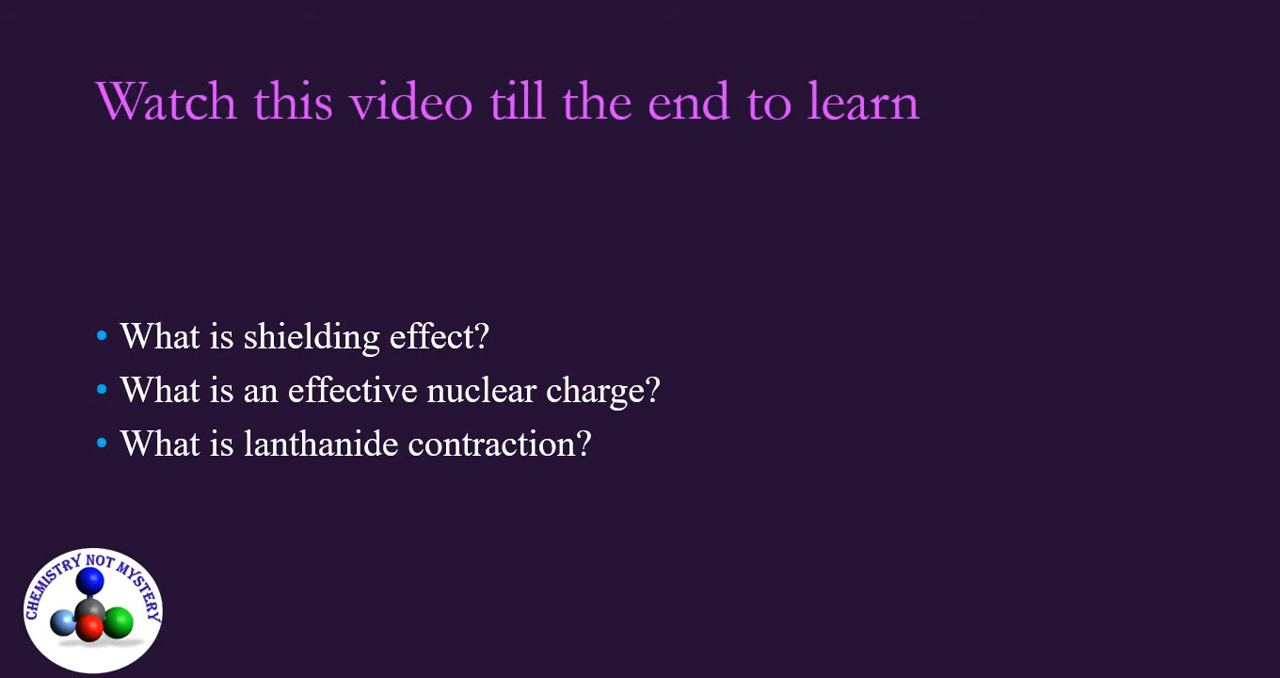 Watch this video till the end to learn
• What is shielding effect?
• What is an effective nuclear charge?
• What is lanthanide contraction?
CHEMISTRY NOT MYSTERY